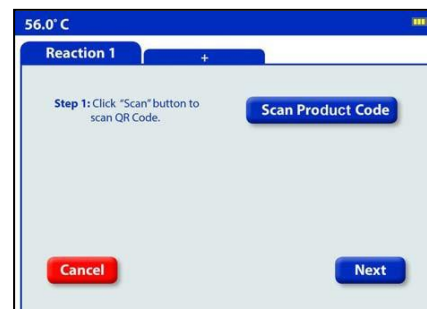 56.0° C
Reaction 1
+
Step 1: Click "Scan" button to
scan QR Code.
Scan Product Code
Cancel
Next